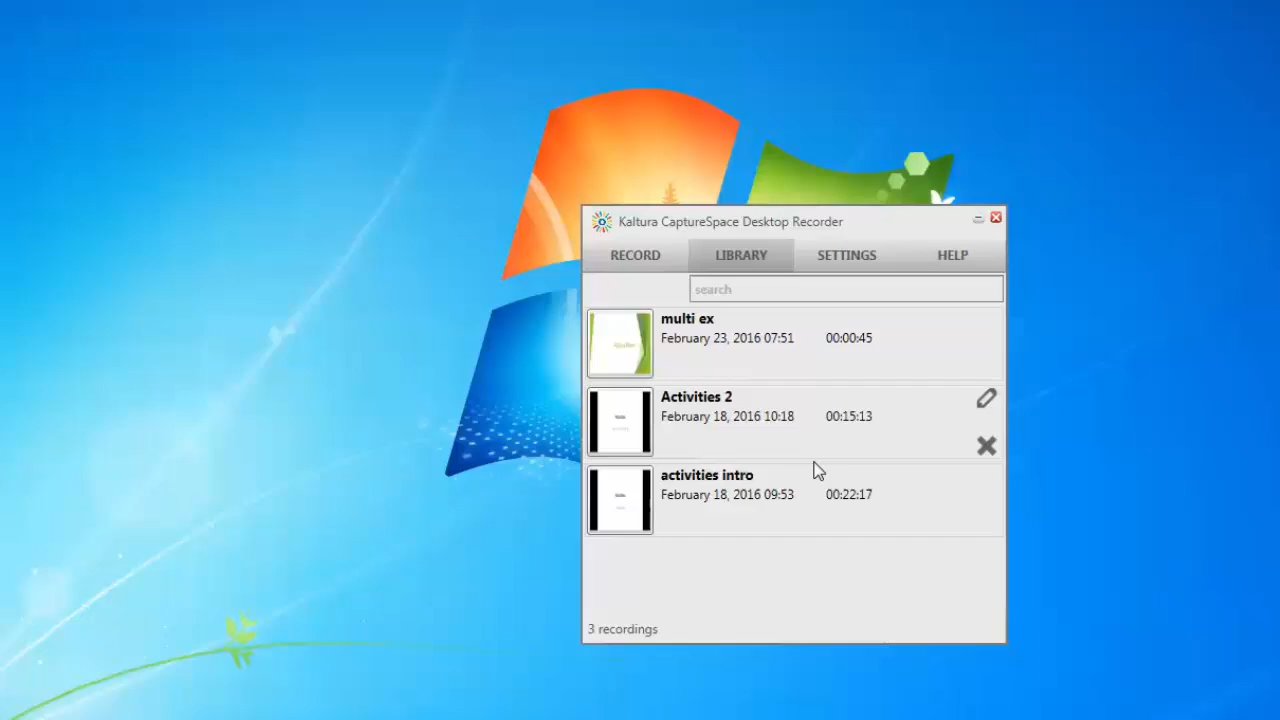 Kaltura CaptureSpace Desktop Recorder
RECORD LIBRARY SETTINGS HELP
search
multi ex
February 23, 2016 07:51 00:00:45
Activities 2
February 18, 2016 10:18 00:15:13
activities intro
February 18, 2016 09:53 00:22:17
3 recordings